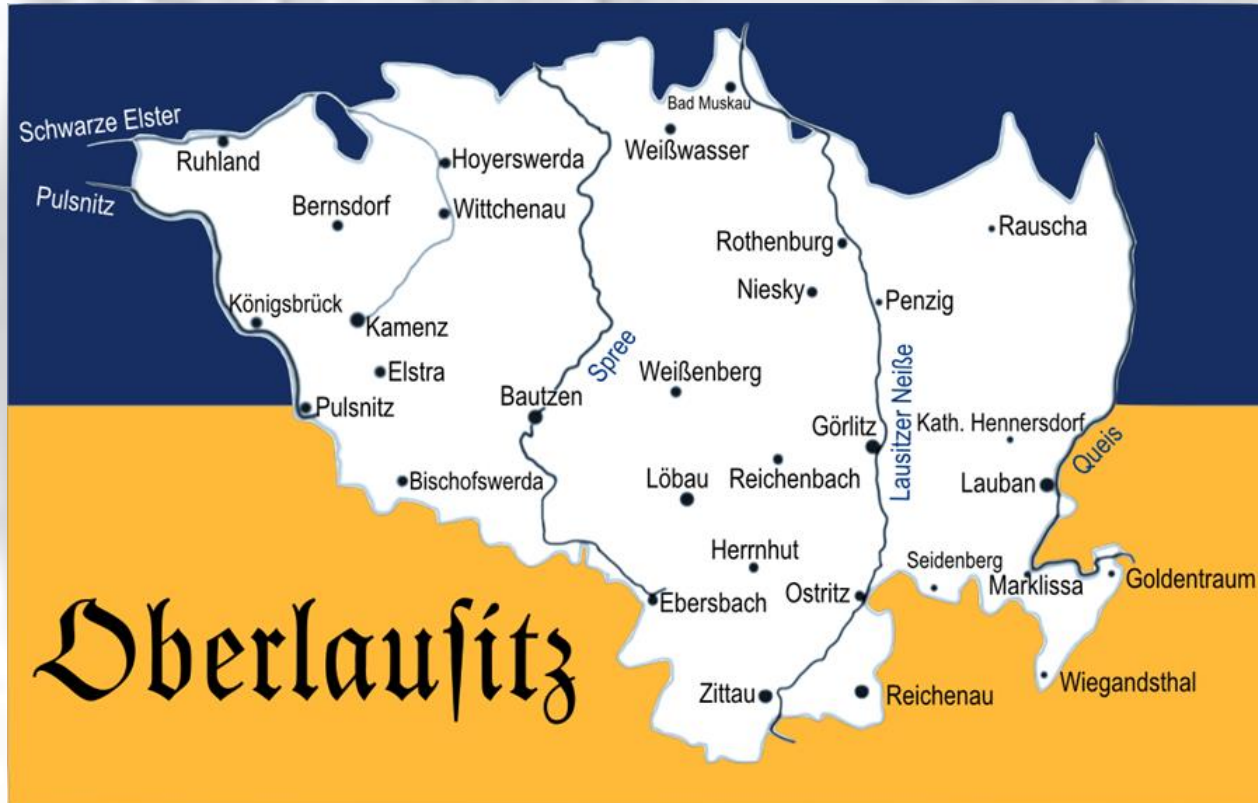 Bad Muskau
Schwarze Elster
Ruhland
Weißwasser
Hoyerswerda
Pulsnitz
Bernsdorf
Wittchenau
Rauscha
Rothenburg
Niesky
Penzig
Königsbrück
Kamenz
Spree
Elstra
Weißenberg
Lausitzer Neiße
Bautzen
Pulsnitz
Görlitz
Kath. Hennersdorf
Queis
Bischofswerda
Löbau
Reichenbach
Lauban
Herrnhut
Seidenberg
Marklissa
Goldentraum
Ebersbach
Ostritz
Oberlauſitz
Zittau
Reichenau
Wiegandsthal